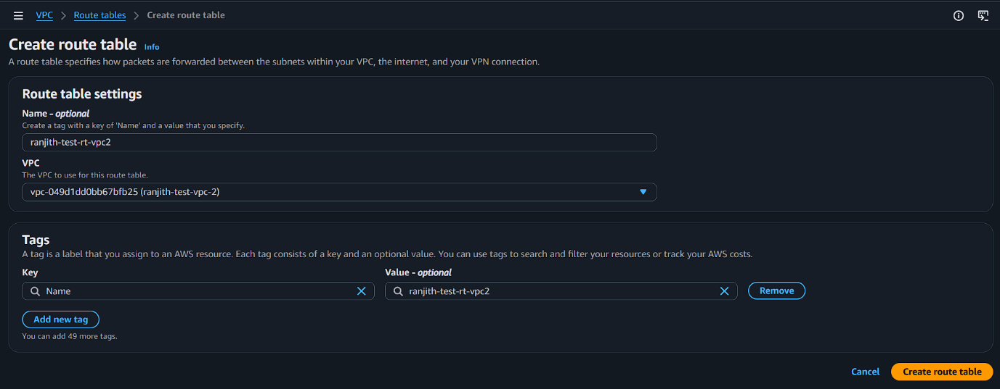 VPC > Route tables > Create route table
Create route table Info
A route table specifies how packets are forwarded between the subnets within your VPC, the internet, and your VPN connection.
Route table settings
Name - optional
Create a tag with a key of 'Name' and a value that you specify.
ranjith-test-rt-vpc2
VPC
The VPC to use for this route table.
vpc-049d1dd0bb67bfb25 (ranjith-test-vpc-2)
Tags
A tag is a label that you assign to an AWS resource. Each tag consists of a key and an optional value. You can use tags to search and filter your resources or track your AWS costs.
Key Value - optional
Name ranjith-test-rt-vpc2 Remove
Add new tag
You can add 49 more tags.
Cancel Create route table